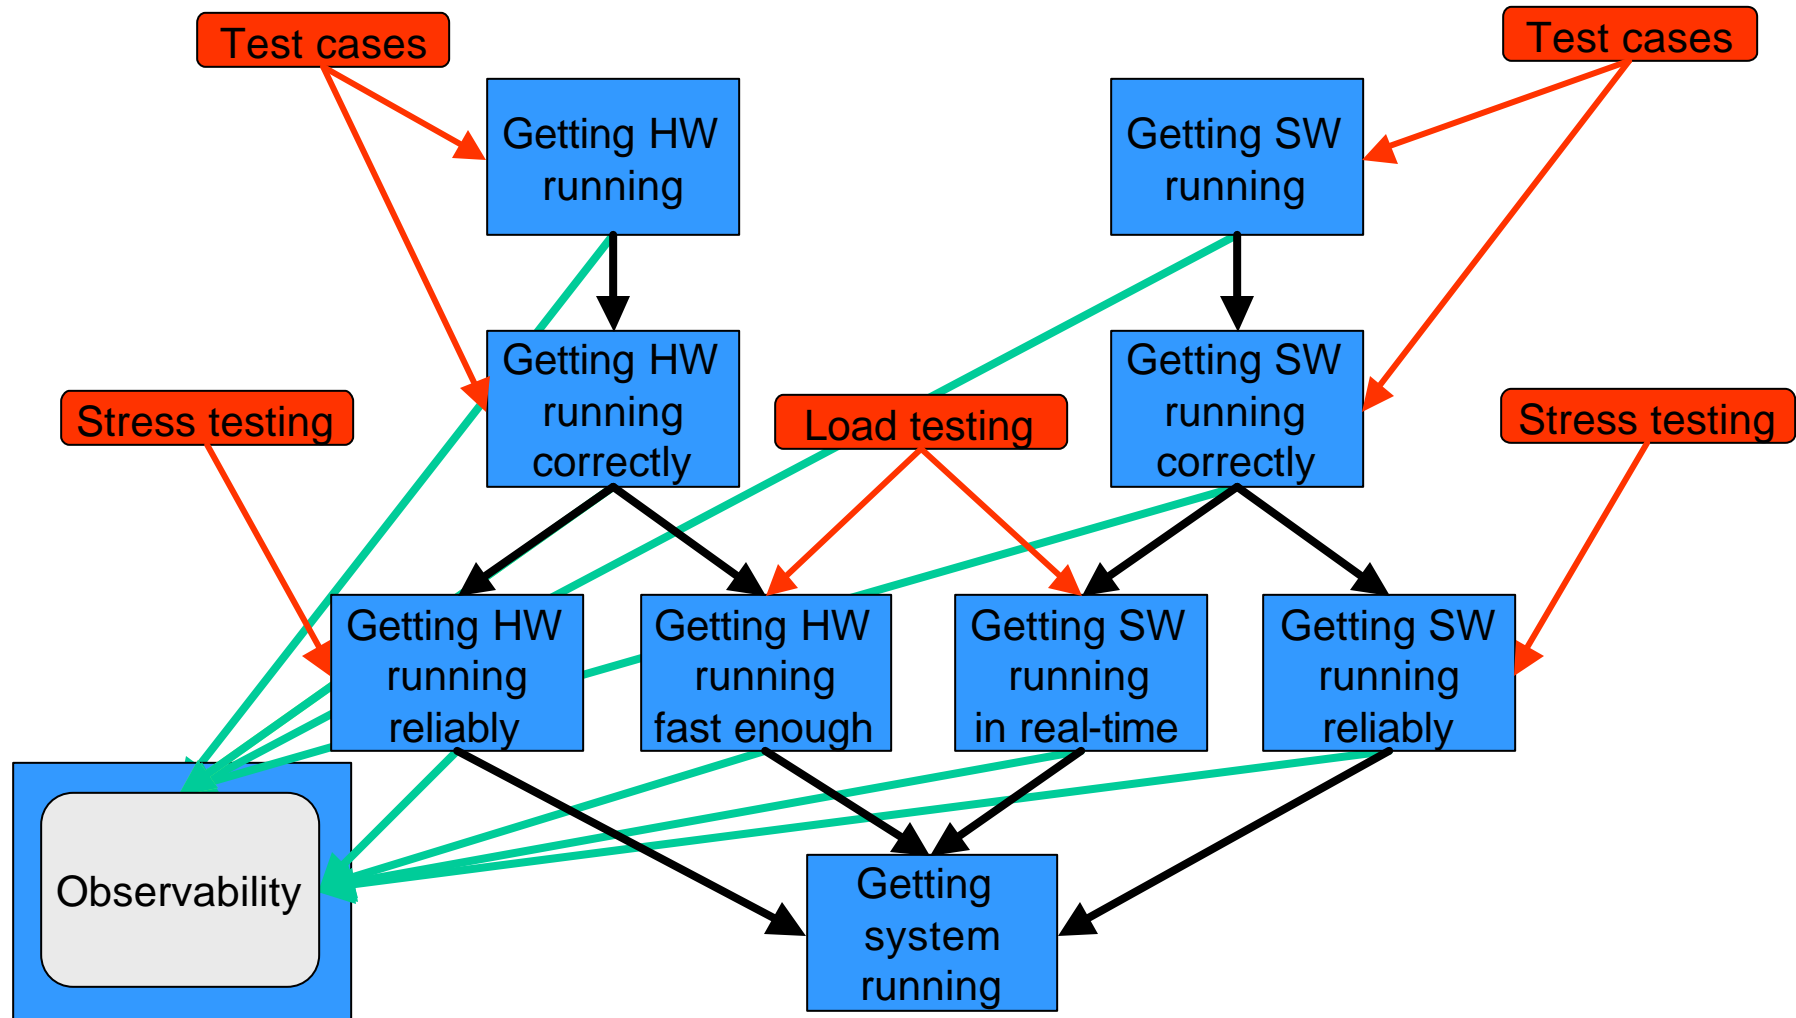 Test cases
Test cases
Getting HW
running
Getting SW
running
Getting HW
running
correctly
Getting SW
running
correctly
Stress testing
Load testing
Stress testing
Getting HW
running
reliably
Getting HW
running
fast enough
Getting SW
running
in real-time
Getting SW
running
reliably
Observability
Getting
system
running